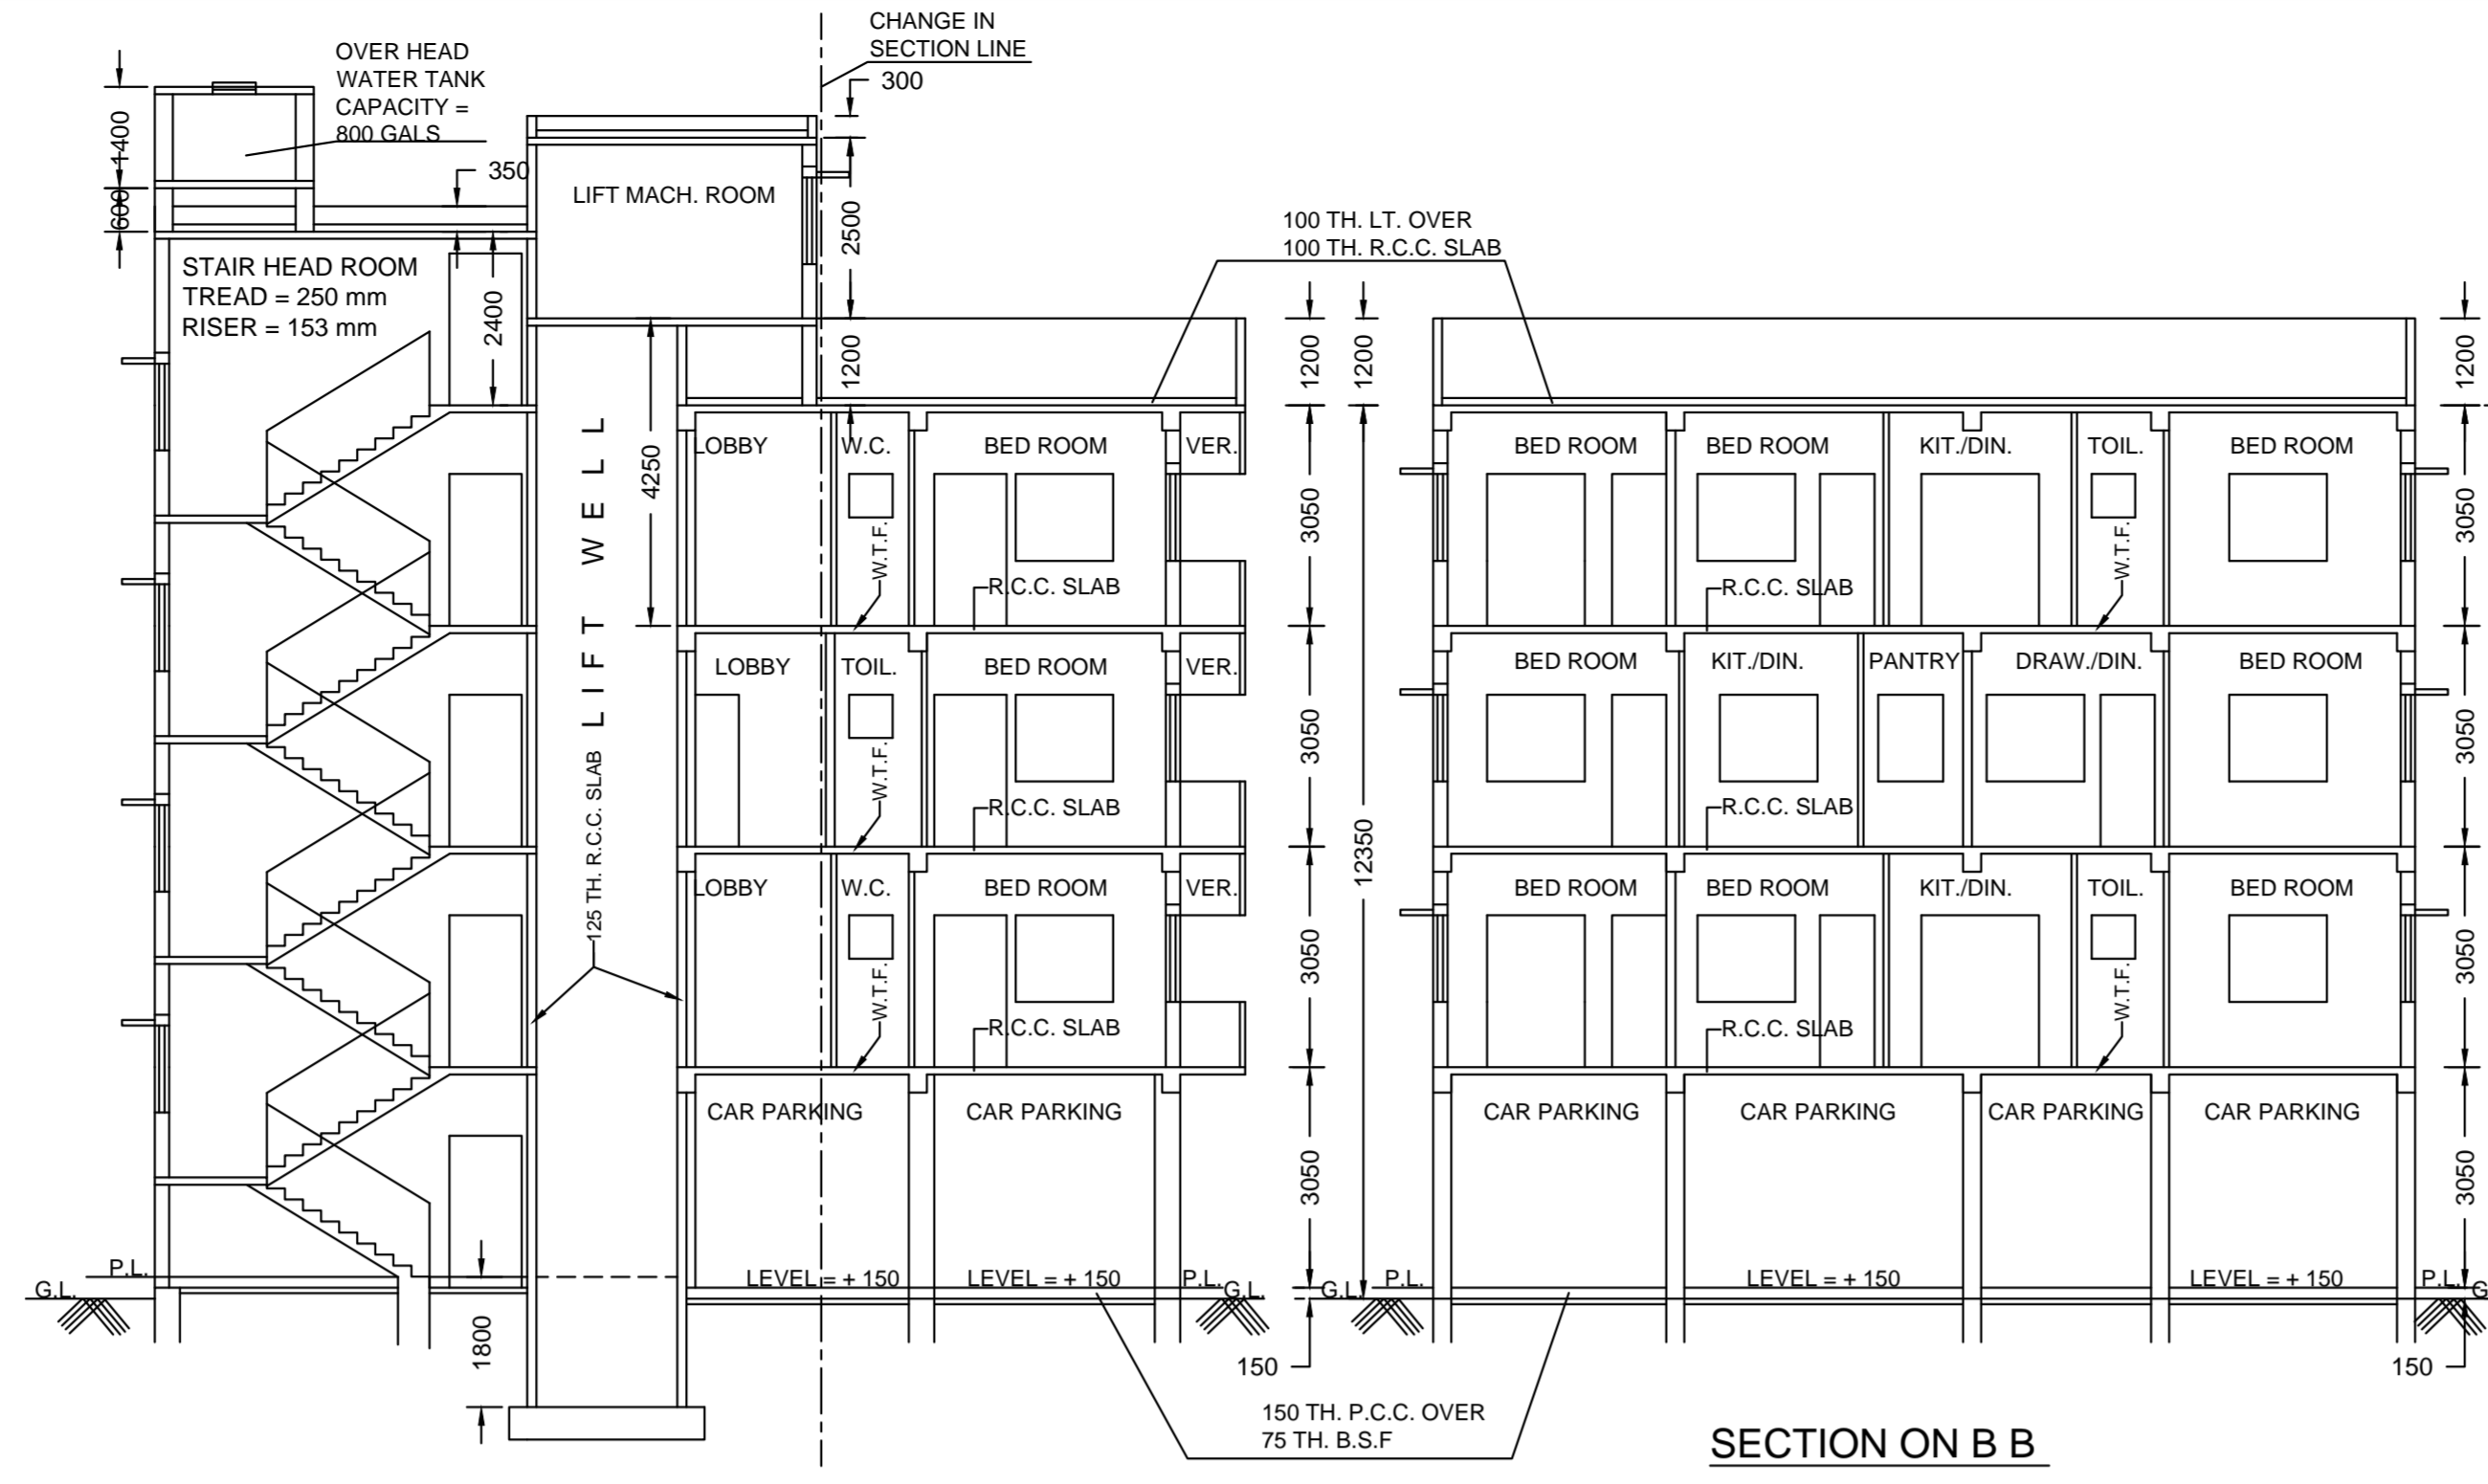 CHANGE IN
SECTION LINE
300
OVER HEAD
WATER TANK
CAPACITY =
800 GALS
1400
600
350
LIFT MACH. ROOM
2500
STAIR HEAD ROOM
TREAD = 250 mm
RISER = 153 mm
2400
100 TH. LT. OVER
100 TH. R.C.C. SLAB
1200
1200
1200
1200
LIFT WELL
4250
125 TH. R.C.C. SLAB
LOBBY W.C. BED ROOM VER.
W.T.F.
R.C.C. SLAB
3050
BED ROOM BED ROOM KIT./DIN. TOIL. BED ROOM
W.T.F.
R.C.C. SLAB
3050
LOBBY TOIL. BED ROOM VER.
W.T.F.
R.C.C. SLAB
3050
BED ROOM KIT./DIN. PANTRY DRAW./DIN. BED ROOM
R.C.C. SLAB
3050
12350
LOBBY W.C. BED ROOM VER.
W.T.F.
R.C.C. SLAB
3050
BED ROOM BED ROOM KIT./DIN. TOIL. BED ROOM
W.T.F.
R.C.C. SLAB
3050
CAR PARKING CAR PARKING
3050
CAR PARKING CAR PARKING CAR PARKING CAR PARKING
3050
P.L.
G.L.
LEVEL = + 150 LEVEL = + 150 P.L.
G.L.
G.L.
P.L.
LEVEL = + 150 LEVEL = + 150 P.L.
G
1800
150
150
150 TH. P.C.C. OVER
75 TH. B.S.F
SECTION ON B B